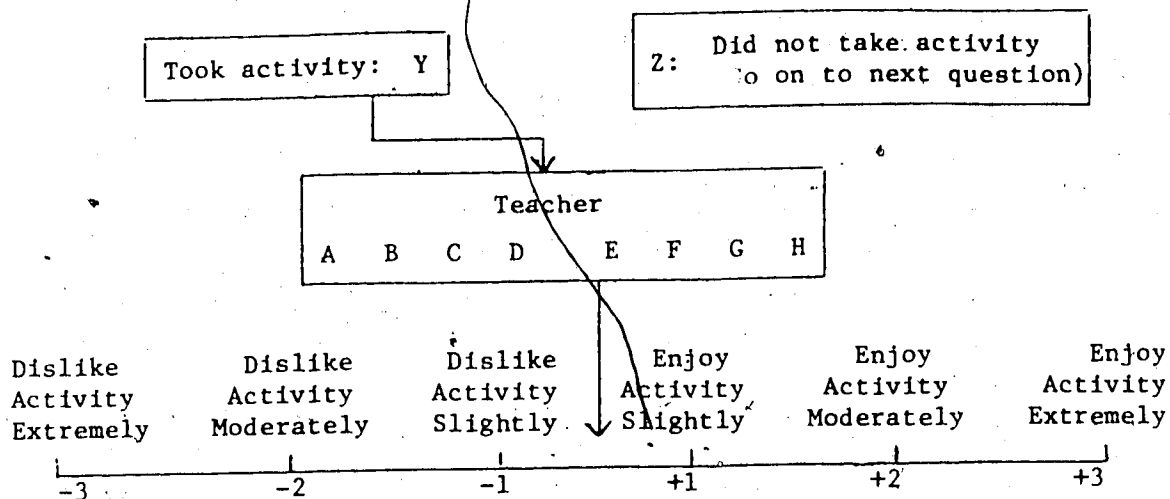 Took activity: Y
Z: Did not take activity
on to next question)
Teacher
A B C D E F G H
Dislike Dislike Dislike Enjoy Enjoy Enjoy
Activity Activity Activity Activity Activity Activity
Extremely Moderately Slightly Slightly Moderately Extremely
-3 -2 -1 +1 +2 +3